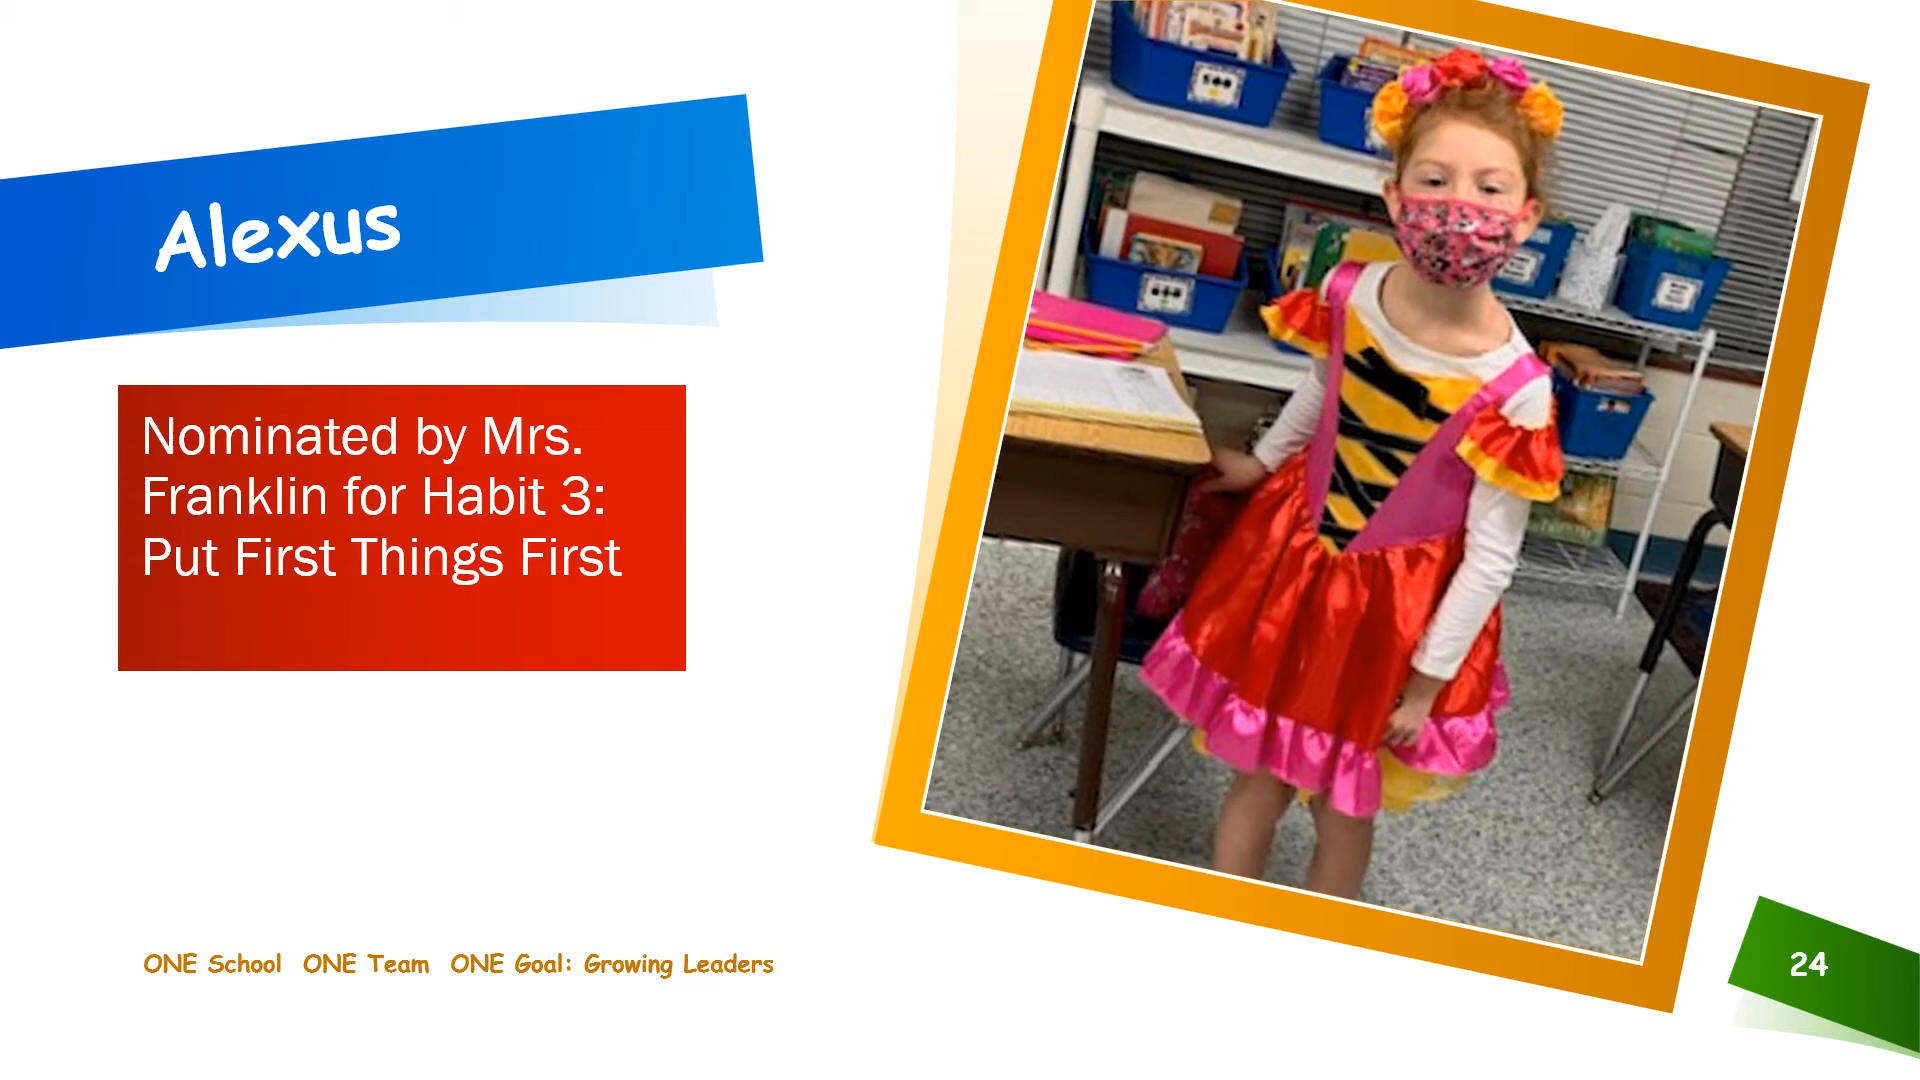 Alexus
Nominated by Mrs.
Franklin for Habit 3:
Put First Things First
ONE School ONE Team ONE Goal: Growing Leaders
24